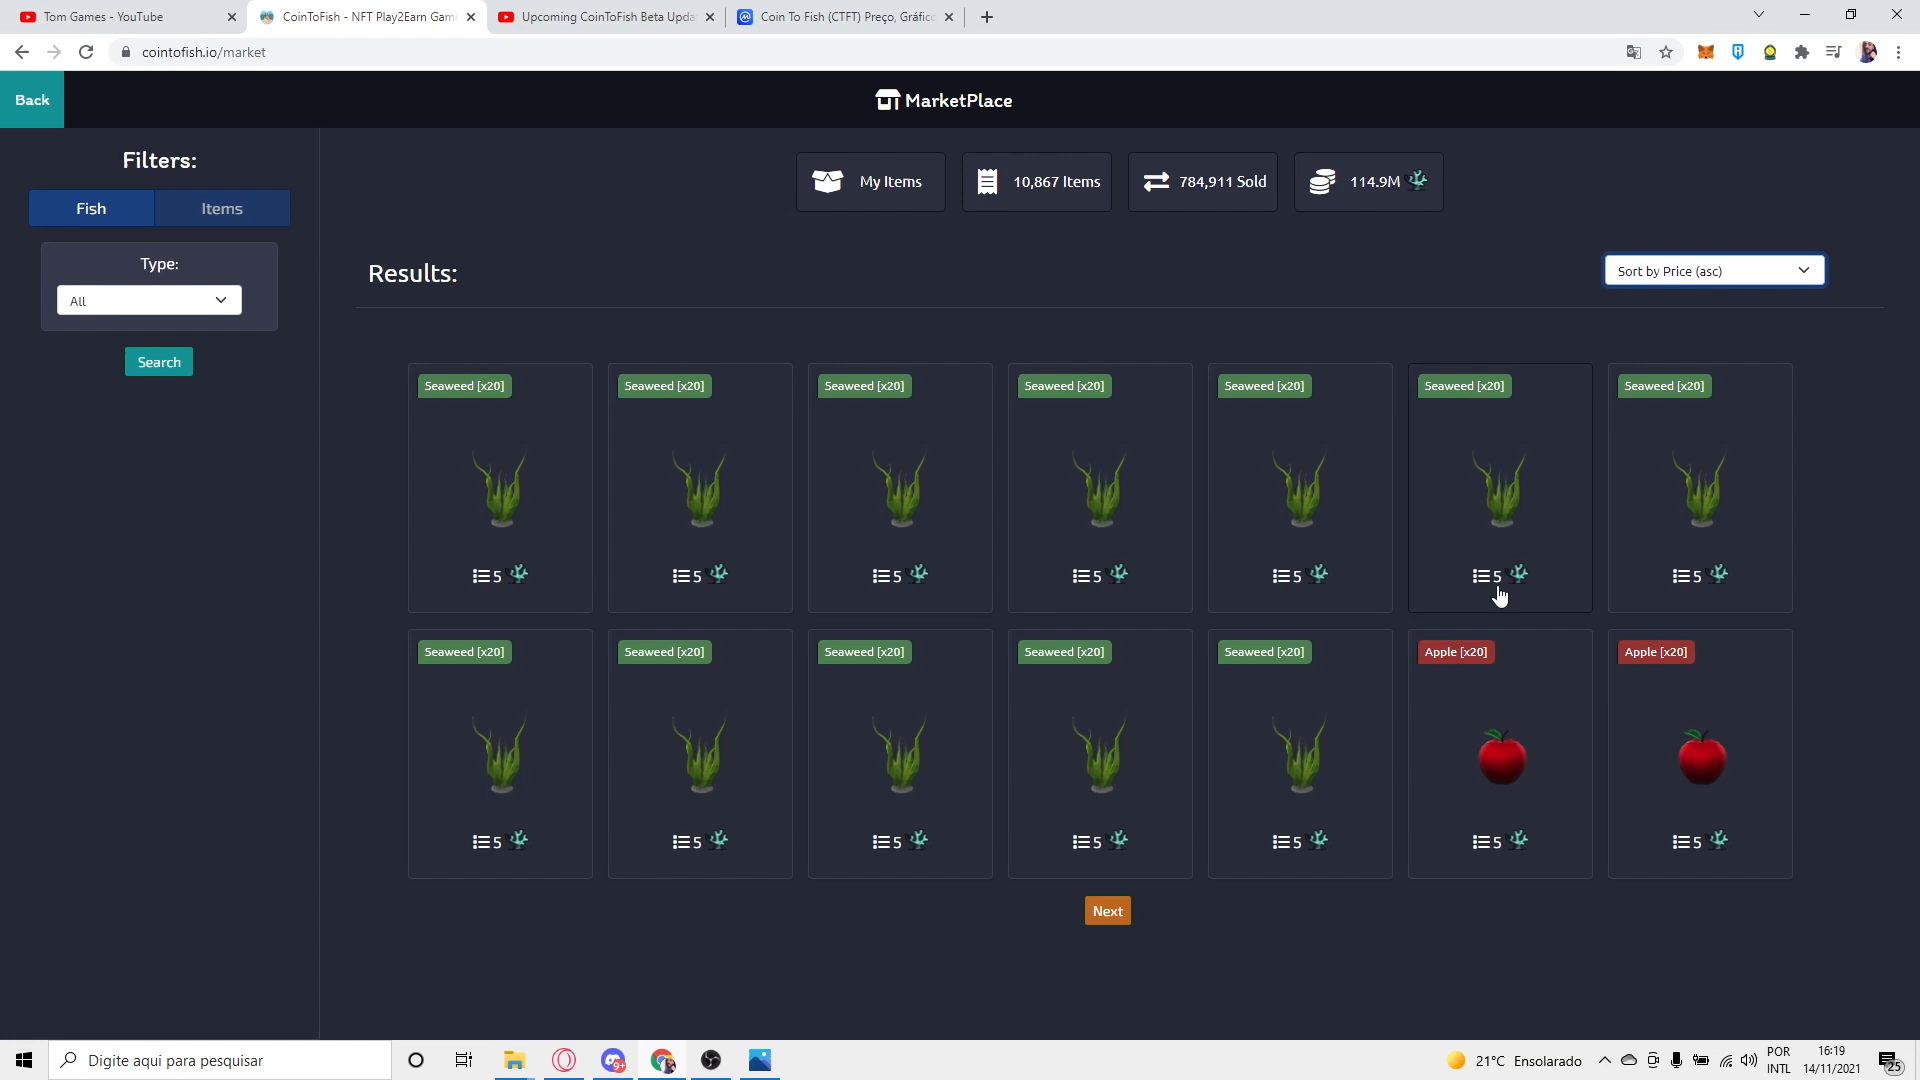 Tom Games - YouTube
CoinToFish - NFT Play2Earn Gam
Upcoming CoinToFish Beta Upda
Coin To Fish (CTFT) Preço, Gráfic
cointofish.io/market
Back
MarketPlace
Filters:
Fish
Items
Type:
All
Search
My Items
10,867 Items
784,911 Sold
114.9M
Results:
Sort by Price (asc)
Seaweed [x20]
Seaweed [x20]
Seaweed [x20]
Seaweed [x20]
Seaweed [x20]
Seaweed [x20]
Seaweed [x20]
5
5
5
5
5
5
5
Seaweed [x20]
Seaweed [x20]
Seaweed [x20]
Seaweed [x20]
Seaweed [x20]
Apple [x20]
Apple [x20]
5
5
5
5
5
5
5
Next
Digite aqui para pesquisar
9+
21°C Ensolarado
POR
INTL
16:19
14/11/2021
25